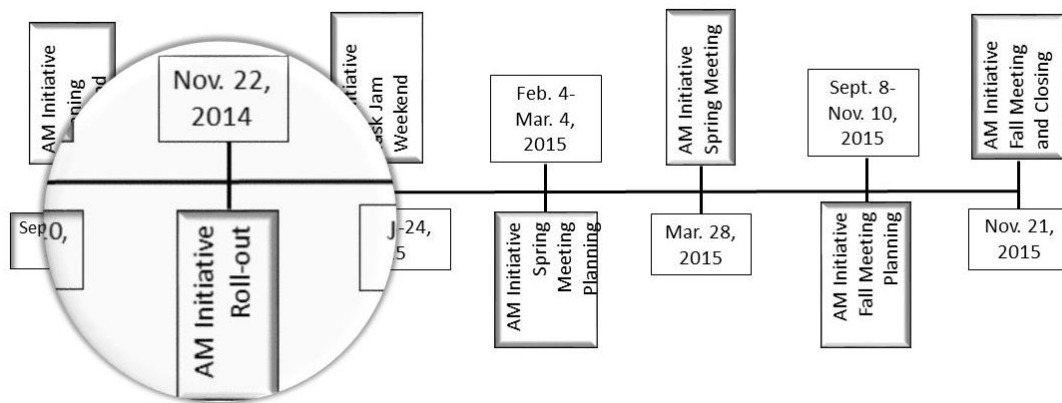 AM Initiative
Nov. 22,
2014
AM Initiative
Roll-out
Weekend
Feb. 4-
Mar. 4,
2015
AM Initiative
Spring
Meeting
Planning
AM Initiative
Spring Meeting
Mar. 28,
2015
Sept. 8-
Nov. 10,
2015
AM Initiative
Fall Meeting
Planning
AM Initiative
Fall Meeting
and Closing
Nov. 21,
2015